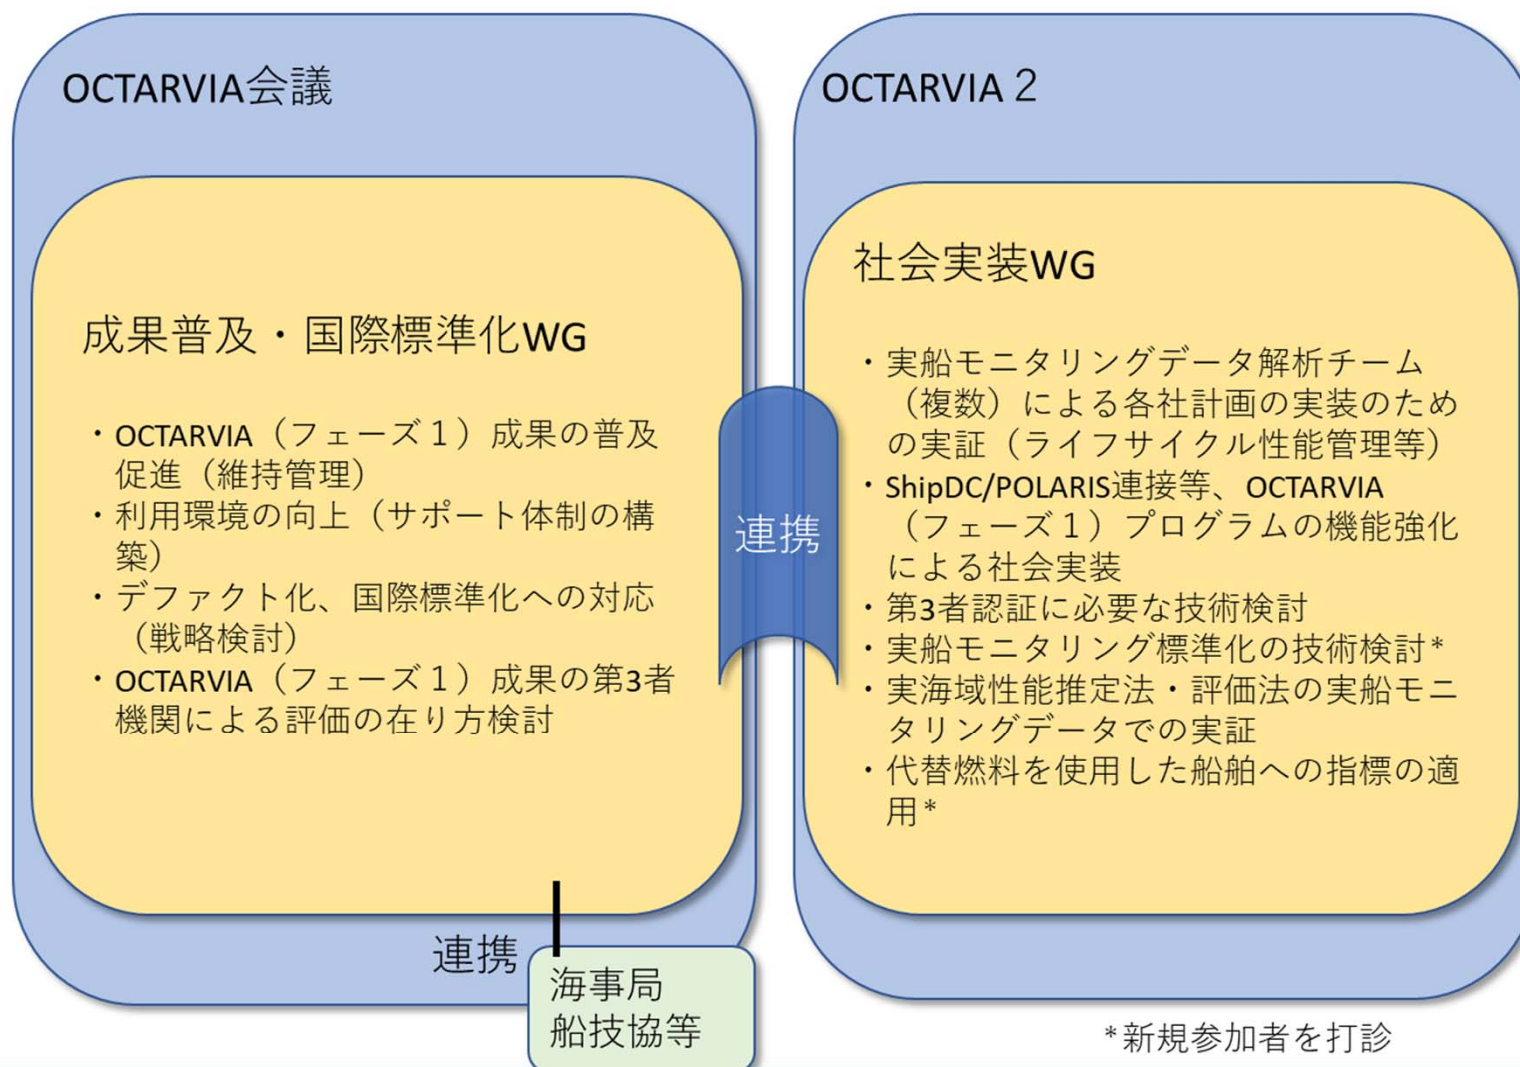 OCTARVIA会議
成果普及・国際標準化WG
・OCTARVIA（フェーズ１）成果の普及
促進（維持管理）
・利用環境の向上（サポート体制の構
築）
・デファクト化、国際標準化への対応
（戦略検討）
・OCTARVIA（フェーズ１）成果の第3者
機関による評価の在り方検討
連携
海事局
船技協等
連携
OCTARVIA２
社会実装WG
・実船モニタリングデータ解析チーム
（複数）による各社計画の実装のため
の実証（ライフサイクル性能管理等）
・ShipDC/POLARIS連接等、OCTARVIA
（フェーズ１）プログラムの機能強化
による社会実装
・第3者認証に必要な技術検討
・実船モニタリング標準化の技術検討*
・実海域性能推定法・評価法の実船モニ
タリングデータでの実証
・代替燃料を使用した船舶への指標の適
用*
*新規参加者を打診